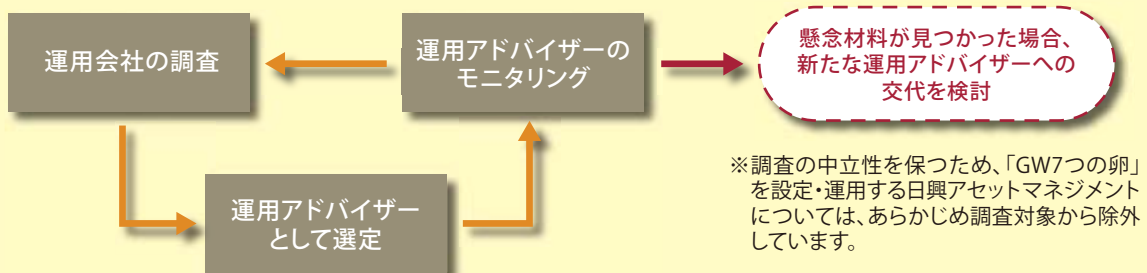 運用会社の調査
運用アドバイザーの
モニタリング
懸念材料が見つかった場合、
新たな運用アドバイザーへの
交代を検討
運用アドバイザー
として選定
※調査の中立性を保つため、「GW7つの卵」
を設定・運用する日興アセットマネジメント
については、あらかじめ調査対象から除外
しています。